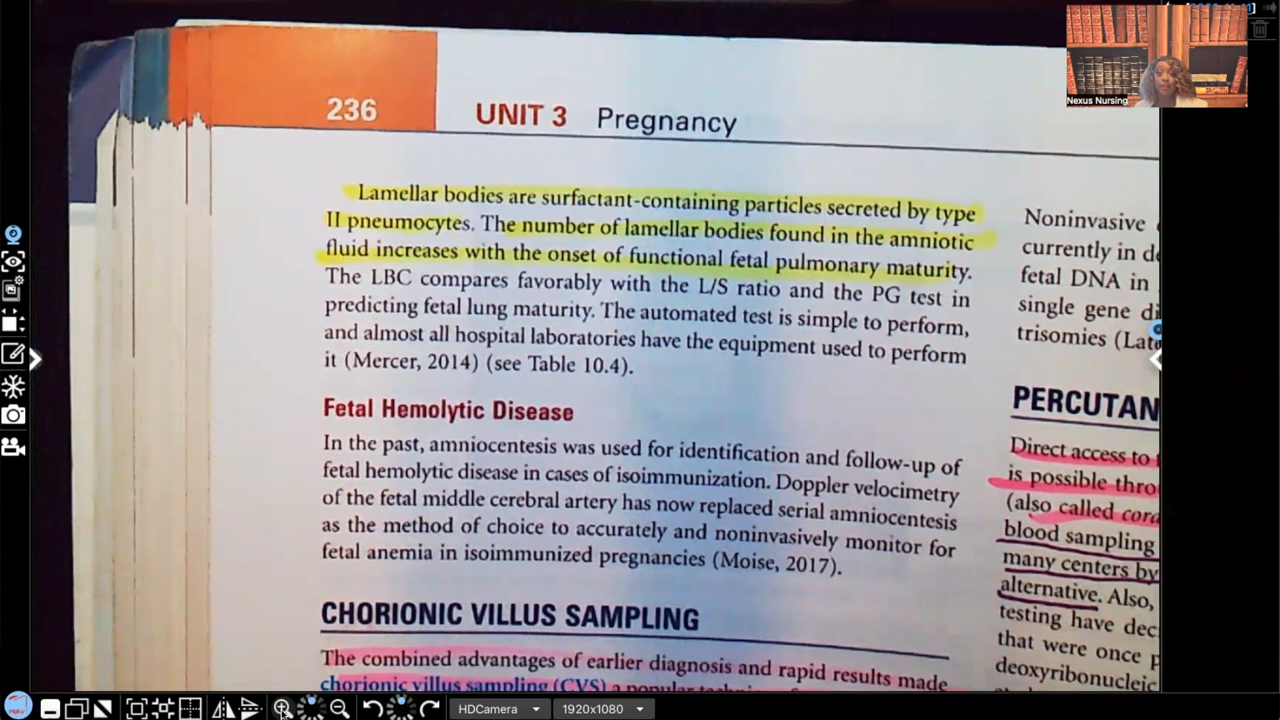 Nexus Nursing
236
UNIT 3 Pregnancy
Lamellar bodies are surfactant-containing particles secreted by type
II pneumocytes. The number of lamellar bodies found in the amniotic
fluid increases with the onset of functional fetal pulmonary maturity.
The LBC compares favorably with the L/S ratio and the PG test in
predicting fetal lung maturity. The automated test is simple to perform,
and almost all hospital laboratories have the equipment used to perform
it (Mercer, 2014) (see Table 10.4).
Fetal Hemolytic Disease
In the past, amniocentesis was used for identification and follow-up of
fetal hemolytic disease in cases of isoimmunization. Doppler velocimetry
of the fetal middle cerebral artery has now replaced serial amniocentesis
as the method of choice to accurately and noninvasively monitor for
fetal anemia in isoimmunized pregnancies (Moise, 2017).
CHORIONIC VILLUS SAMPLING
The combined advantages of earlier diagnosis and rapid results made
chorionic villus sampling (CVS) a popular
Noninvasive
currently in
fetal DNA in
single gene
trisomies
PERCUTAN
Direct access to
is possible thro
(also called
blood sampling
many centers by
alternative. Also,
testing have
that were once
deoxyribonucleic
HDCamera
1920x1080